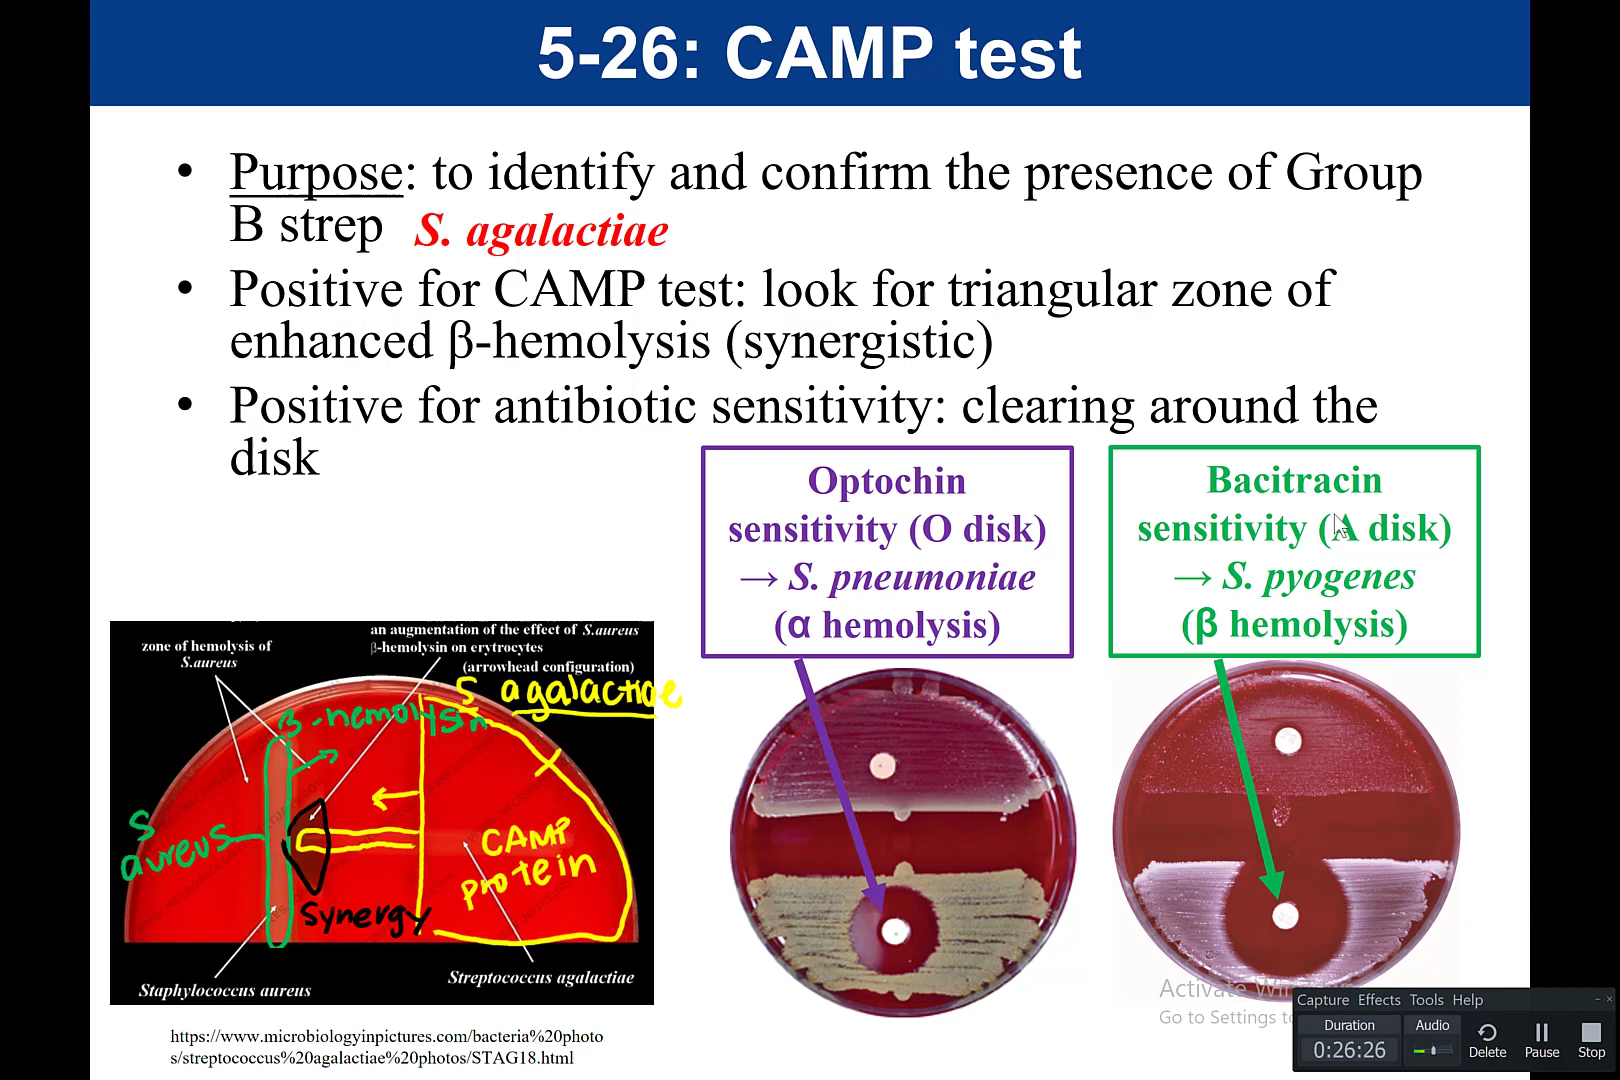 5-26: CAMP test
• Purpose: to identify and confirm the presence of Group
B strep S. agalactiae
• Positive for CAMP test: look for triangular zone of
enhanced β-hemolysis (synergistic)
• Positive for antibiotic sensitivity: clearing around the
disk
Optochin
sensitivity (O disk)
→ S. pneumoniae
(α hemolysis)
Bacitracin
sensitivity (A disk)
→ S. pyogenes
(β hemolysis)
zone of hemolysis of
S.aureus
an augmentation of the effect of S.aureus
β-hemolysin on erytrocytes
(arrowhead configuration)
S agalactiae
β-hemolysin
S
aureus
CAMP
protein
synergy
Streptococcus agalactiae
Staphylococcus aureus
https://www.microbiologyinpictures.com/bacteria%20photo
s/streptococcus%20agalactiae%20photos/STAG18.html
Activate Wi
Go to Settings t
Capture Effects Tools Help
Duration
0:26:26
Audio
Delete
Pause
Stop